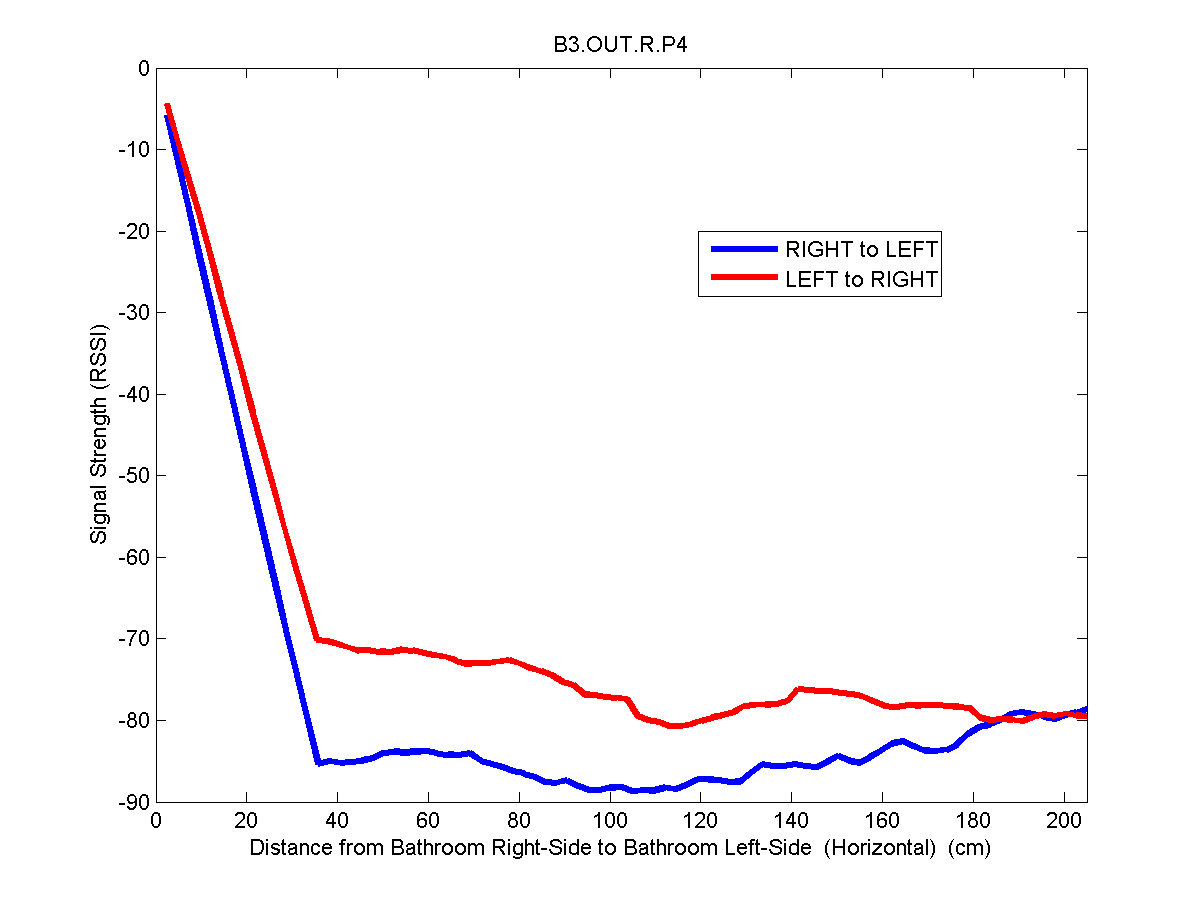 B3.OUT.R.P4
0
-10
-20
-30
-40
-50
-60
-70
-80
-90
Signal Strength (RSSI)
RIGHT to LEFT
LEFT to RIGHT
0 20 40 60 80 100 120 140 160 180 200
Distance from Bathroom Right-Side to Bathroom Left-Side (Horizontal) (cm)